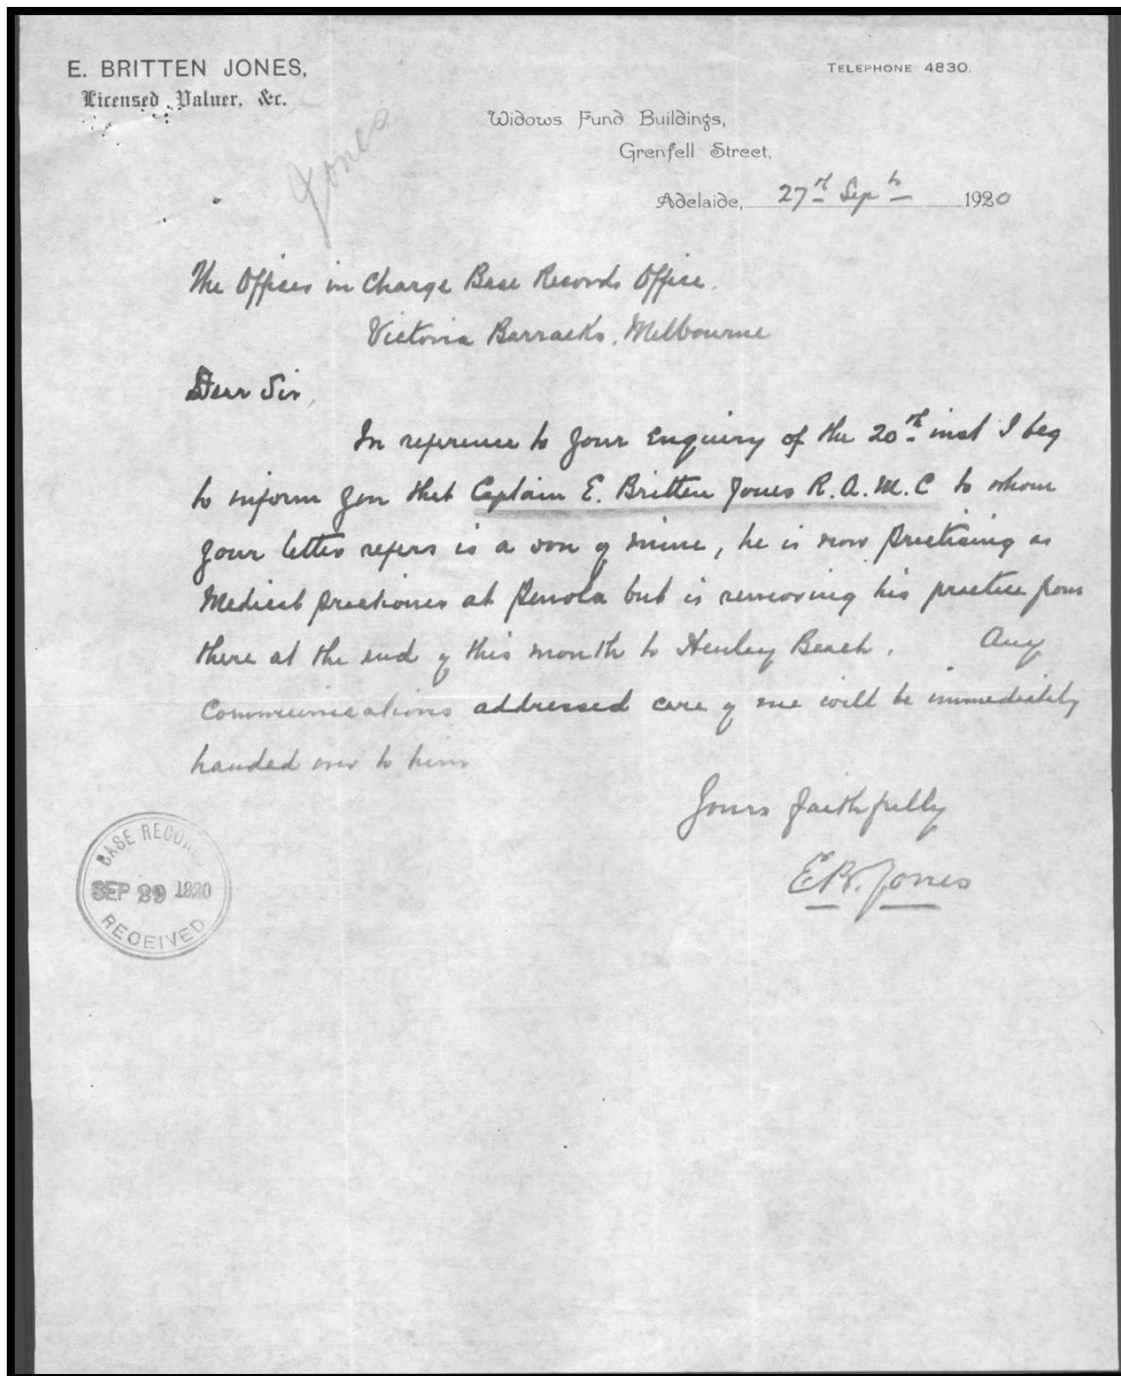 E. BRITTEN JONES,
Licensed Valuer, &c.
TELEPHONE 4830.
Jones
Widows Fund Buildings,
Grenfell Street,
Adelaide, 27th Sept 1920
The Officer in Charge Base Records Office.
Victoria Barracks, Melbourne
Dear Sir,
In reference to your enquiry of the 20th inst I beg
to inform you that Captain E. Britten Jones R.A.M.C to whom
your letter refers is a son of mine, he is now practising as
Medical practioner at Penola but is removing his practice from
there at the end of this month to Henley Beach. Any
communications addressed care of me will be immediately
handed over to him
Yours faithfully
E.B. Jones
BASE RECORDS
SEP 29 1920
RECEIVED